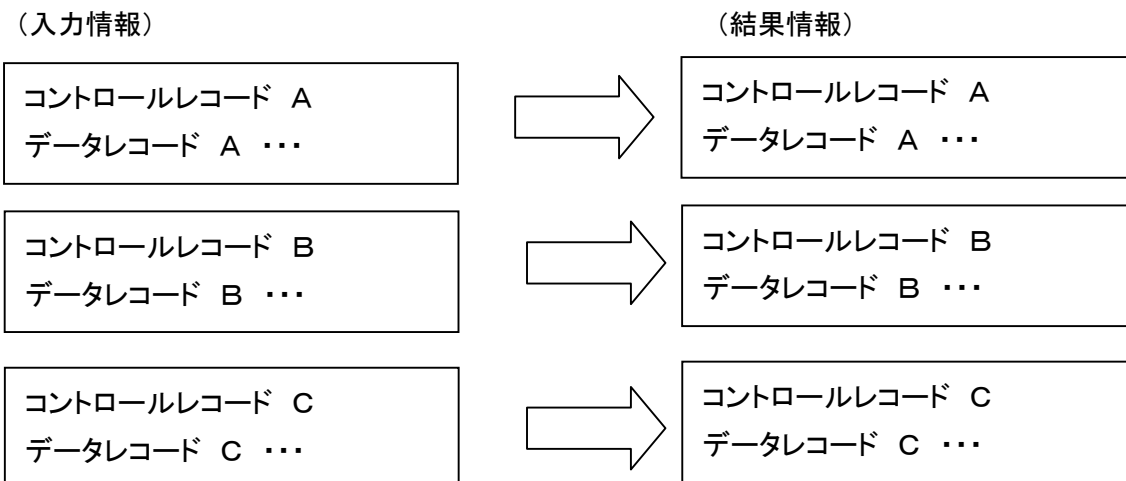 （入力情報）
（結果情報）
コントロールレコード　Ａ
データレコード　Ａ　･･･
コントロールレコード　Ａ
データレコード　Ａ　･･･
コントロールレコード　Ｂ
データレコード　Ｂ　･･･
コントロールレコード　Ｂ
データレコード　Ｂ　･･･
コントロールレコード　Ｃ
データレコード　Ｃ　･･･
コントロールレコード　Ｃ
データレコード　Ｃ　･･･